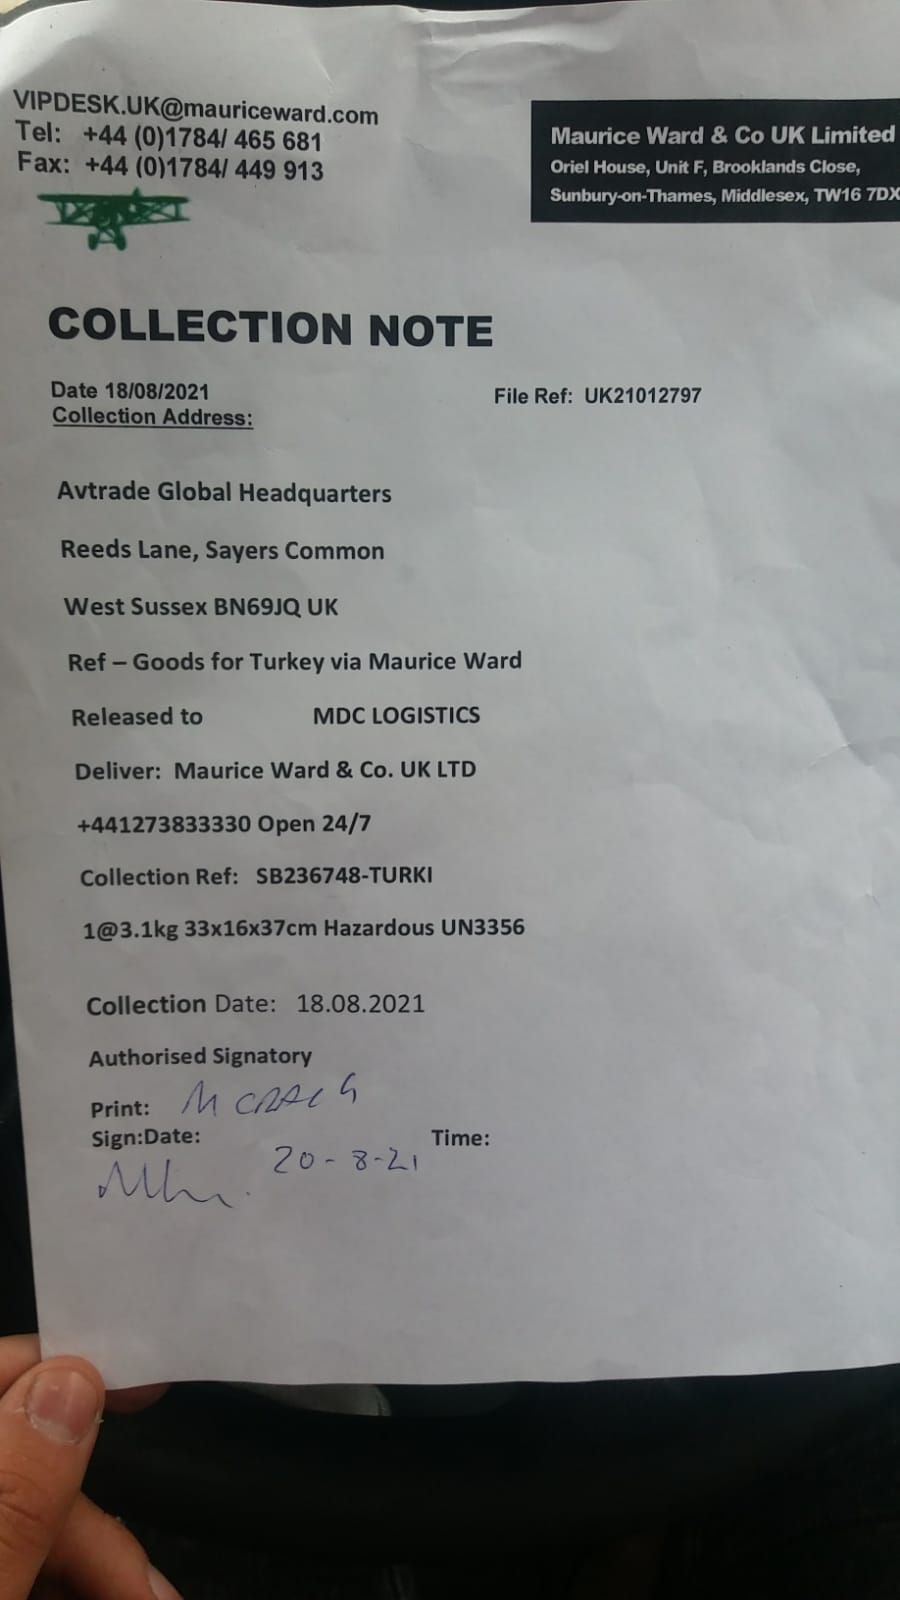 VIPDESK.UK@mauriceward.com
Tel: +44 (0)1784/ 465 681
Fax: +44 (0)1784/ 449 913
Maurice Ward & Co UK Limited
Oriel House, Unit F, Brooklands Close,
Sunbury-on-Thames, Middlesex, TW16 7DX
COLLECTION NOTE
Date 18/08/2021 File Ref: UK21012797
Collection Address:
Avtrade Global Headquarters
Reeds Lane, Sayers Common
West Sussex BN69JQ UK
Ref – Goods for Turkey via Maurice Ward
Released to MDC LOGISTICS
Deliver: Maurice Ward & Co. UK LTD
+441273833330 Open 24/7
Collection Ref: SB236748-TURKI
1@3.1kg 33x16x37cm Hazardous UN3356
Collection Date: 18.08.2021
Authorised Signatory
Print: M
Sign:Date: Time:
20-8-21